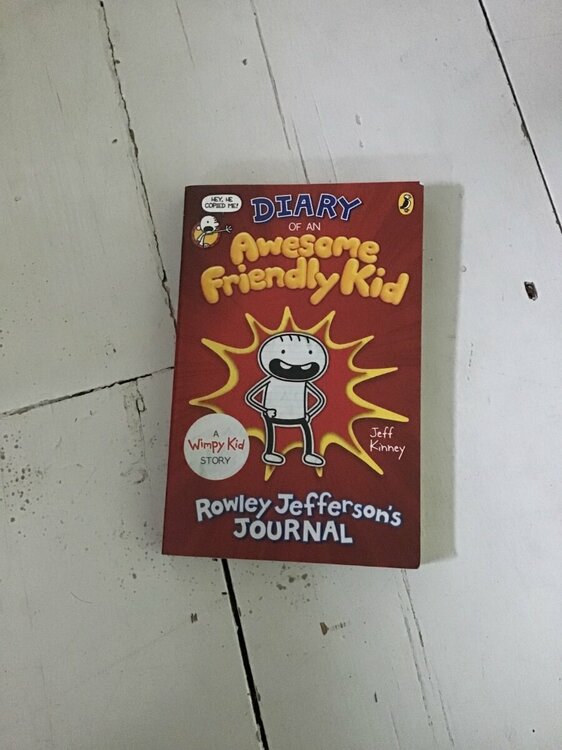 HEY, HE
COPIED ME!
DIARY
OF AN
Awesome
Friendly Kid
A
Wimpy Kid
STORY
Jeff
Kinney
Rowley Jefferson's
JOURNAL